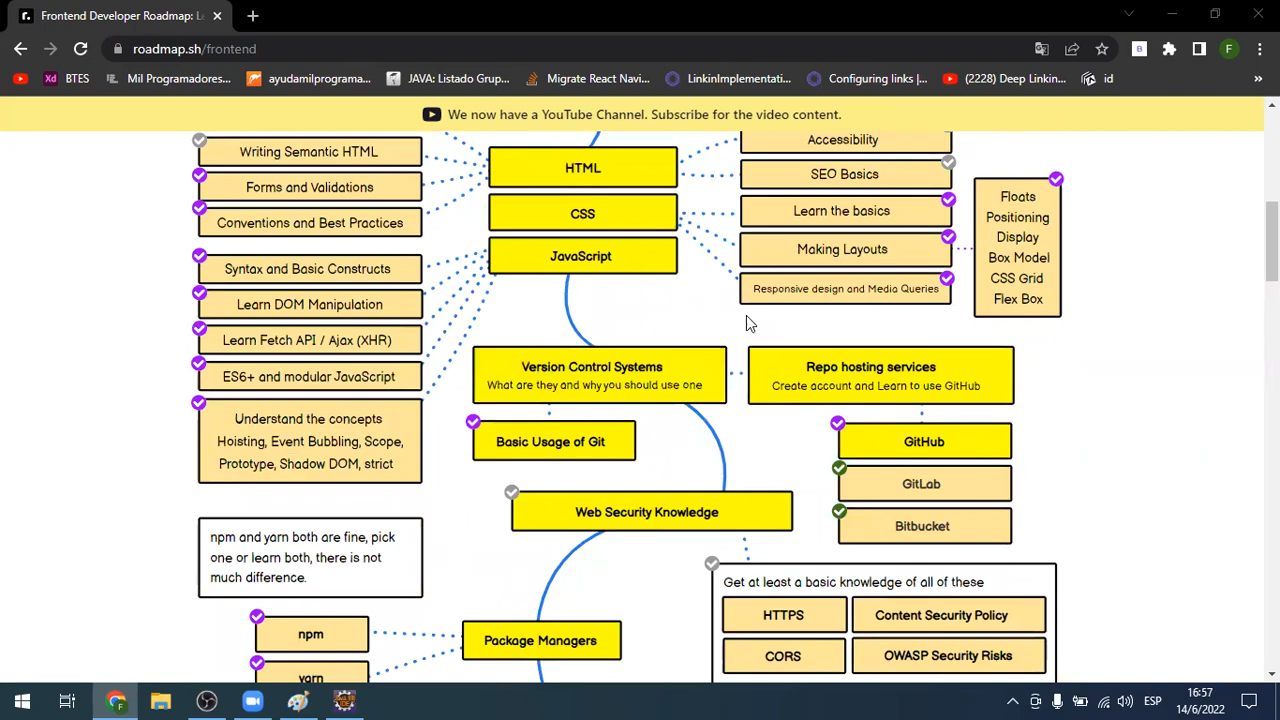 Frontend Developer Roadmap: Le
roadmap.sh/frontend
F
BTES
Mil Programadores...
ayudamilprograma...
JAVA: Listado Grup...
Migrate React Navi...
LinkinImplementati...
Configuring links |...
(2228) Deep Linkin...
id
We now have a YouTube Channel. Subscribe for the video content.
Writing Semantic HTML
Forms and Validations
Conventions and Best Practices
HTML
CSS
JavaScript
Accessibility
SEO Basics
Learn the basics
Making Layouts
Responsive design and Media Queries
Floats
Positioning
Display
Box Model
CSS Grid
Flex Box
Syntax and Basic Constructs
Learn DOM Manipulation
Learn Fetch API / Ajax (XHR)
ES6+ and modular JavaScript
Understand the concepts
Hoisting, Event Bubbling, Scope,
Prototype, Shadow DOM, strict
Version Control Systems
What are they and why you should use one
Repo hosting services
Create account and Learn to use GitHub
Basic Usage of Git
GitHub
GitLab
Bitbucket
Web Security Knowledge
npm and yarn both are fine, pick
one or learn both, there is not
much difference.
Get at least a basic knowledge of all of these
HTTPS
Content Security Policy
CORS
OWASP Security Risks
npm
yarn
Package Managers
ESP
16:57
14/6/2022